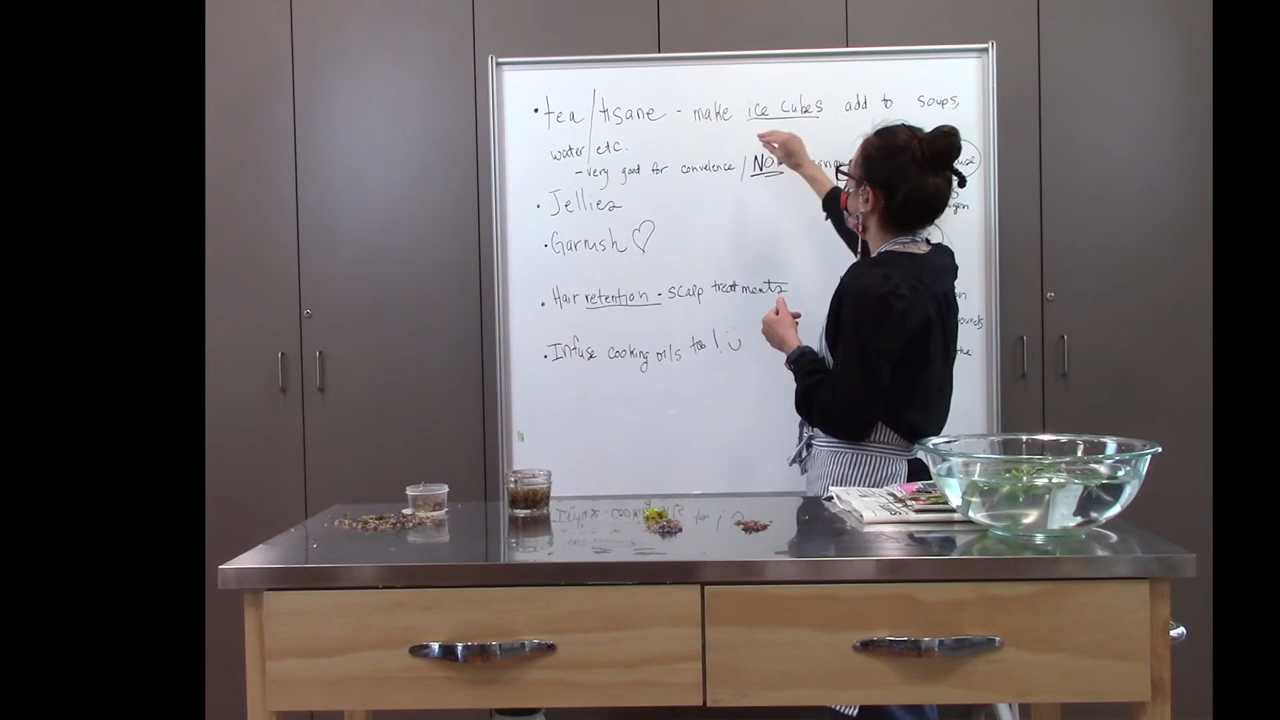 • tea/tisane - make ice cubes add to soups,
water/etc.
- very good for convelence / NO
• Jellies
• Garnish ♡
• Hair retention - scalp treatments
• Infuse cooking oils too! :)